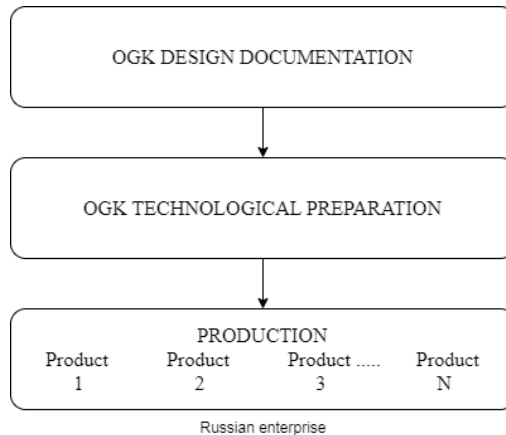 OGK DESIGN DOCUMENTATION
OGK TECHNOLOGICAL PREPARATION
PRODUCTION
Product Product Product ..... Product
1 2 3 N
Russian enterprise